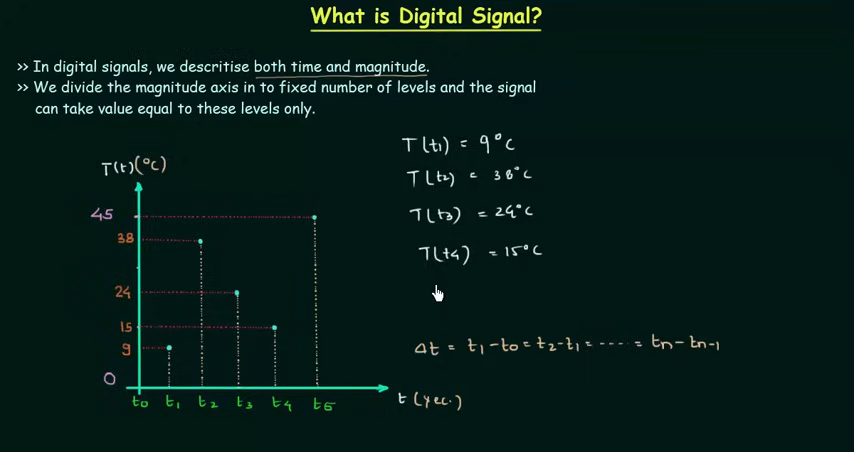 What is Digital Signal?
>> In digital signals, we descritise both time and magnitude.
>> We divide the magnitude axis in to fixed number of levels and the signal
can take value equal to these levels only.
T(t1) = 9°C
T(t)(°C)
T(t2) = 38°C
45
T(t3) = 24°C
38
T(t4) = 15°C
24
15
Δt = t1-t0 = t2-t1 = ---- = tn-tn-1
9
0
t0 t1 t2 t3 t4 t5
t (sec.)